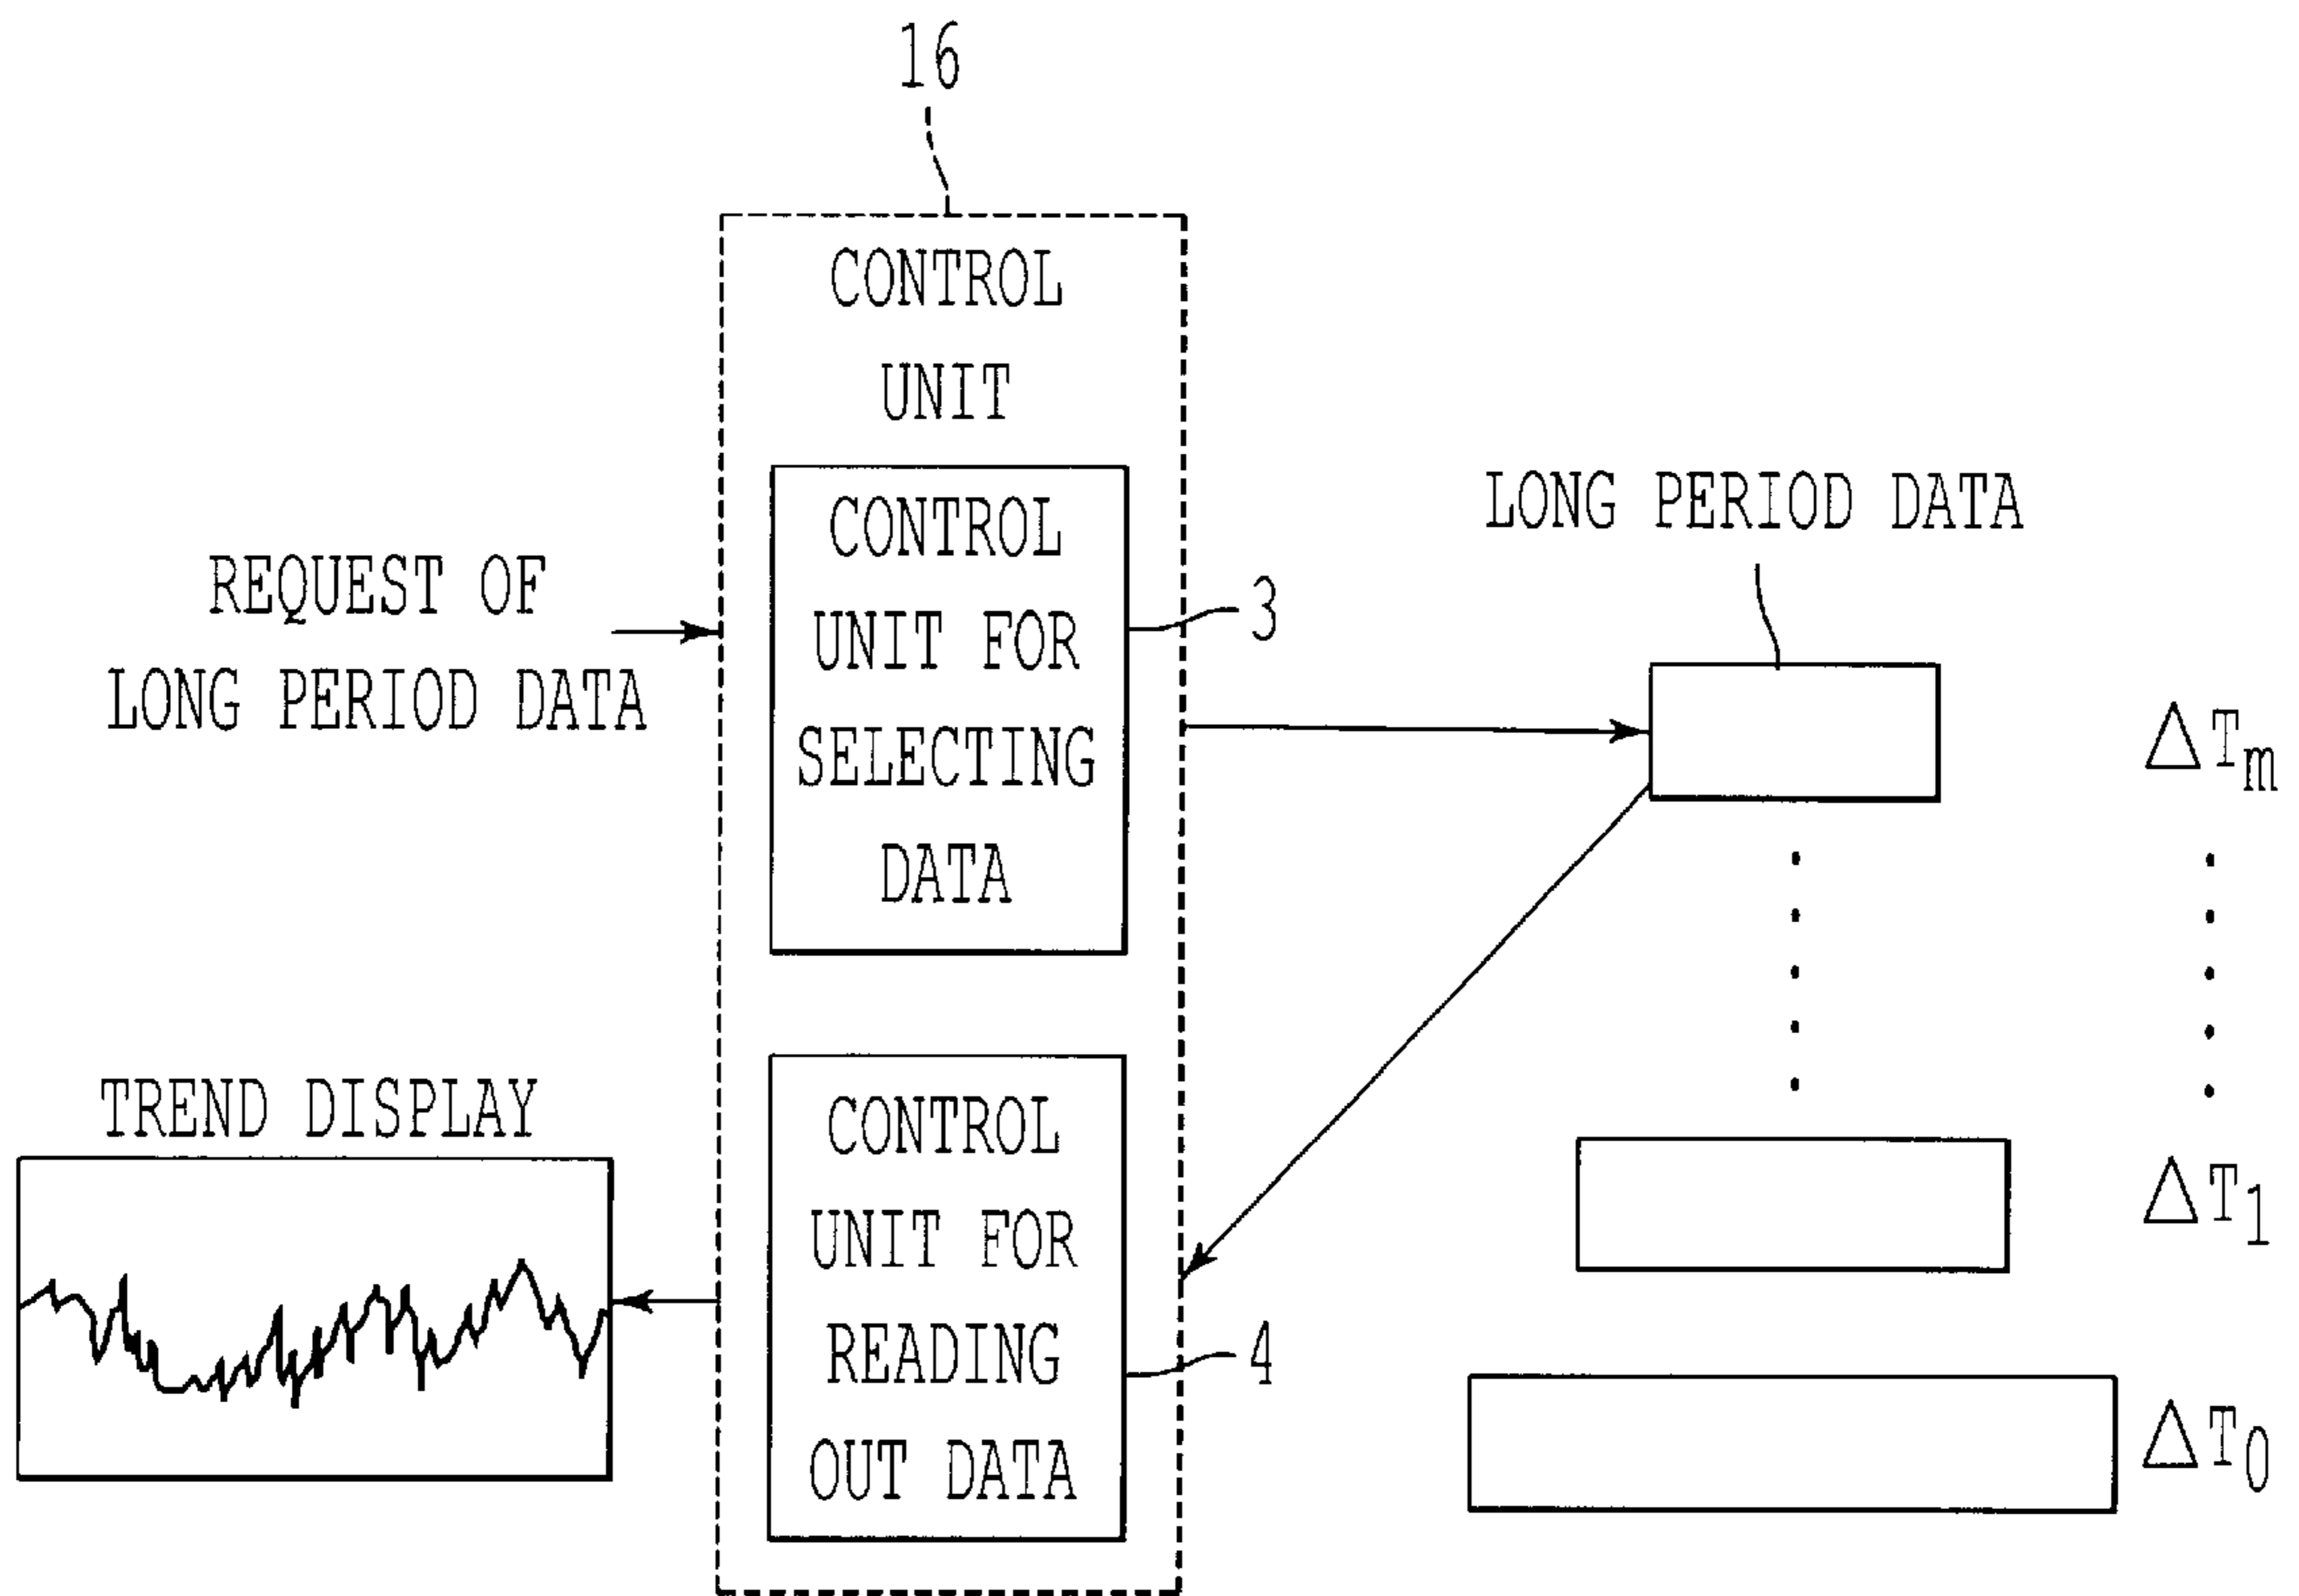 16
CONTROL
UNIT
CONTROL
UNIT FOR
SELECTING
DATA
3
REQUEST OF
LONG PERIOD DATA
LONG PERIOD DATA
ΔTm
TREND DISPLAY
CONTROL
UNIT FOR
READING
OUT DATA
4
ΔT1
ΔT0